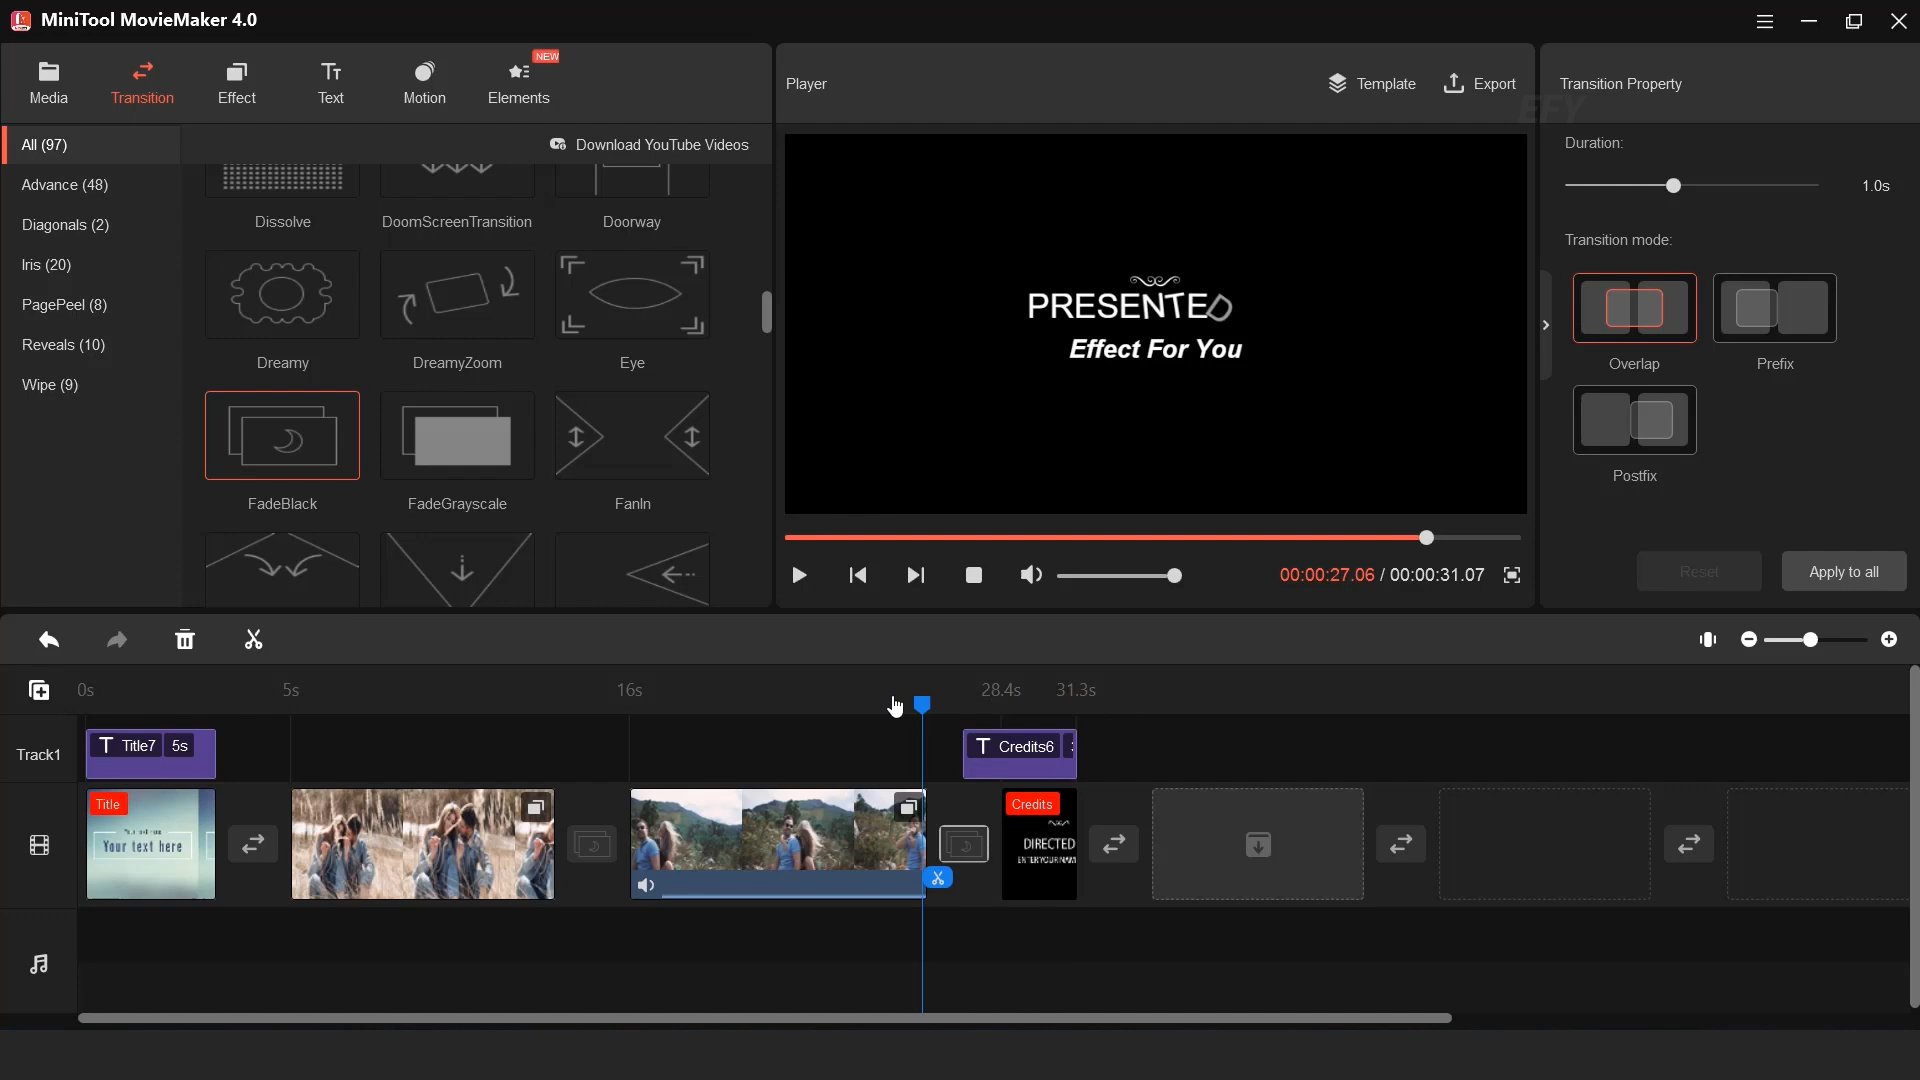 MiniTool MovieMaker 4.0
Media
Transition
Effect
Text
Motion
Elements
NEW
Player
Template
Export
Transition Property
EFY
All (97)
Download YouTube Videos
Advance (48)
Diagonals (2)
Iris (20)
PagePeel (8)
Reveals (10)
Wipe (9)
Dissolve
DoomScreenTransition
Doorway
Dreamy
DreamyZoom
Eye
FadeBlack
FadeGrayscale
FanIn
PRESENTED
Effect For You
00:00:27.06 / 00:00:31.07
Duration:
1.0s
Transition mode:
Overlap
Prefix
Postfix
Reset
Apply to all
0s
5s
16s
28.4s
31.3s
Track1
Title7
5s
Credits6
Title
Your text here
Credits
DIRECTED
ENTER YOUR NAM